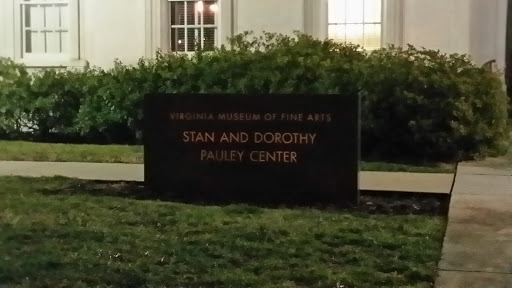 VIRGINIA MUSEUM OF FINE ARTS
STAN AND DOROTHY
PAULEY CENTER